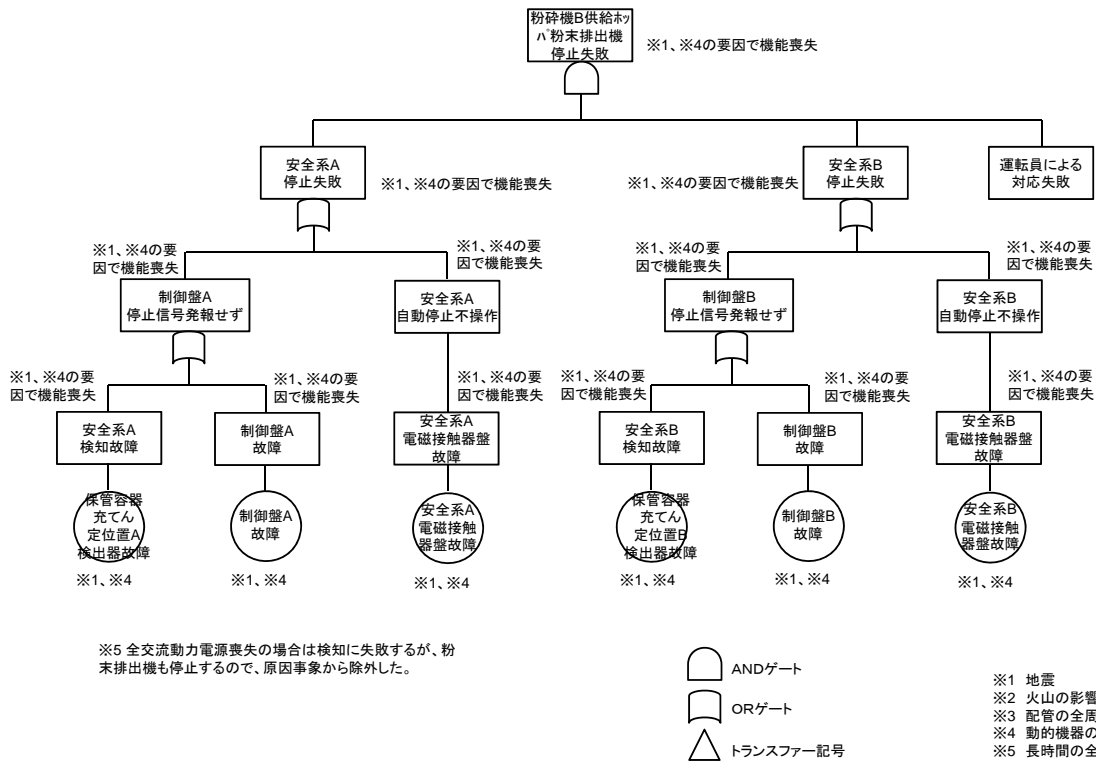 粉砕機B供給ホッ
パ粉末排出機
停止失敗
※1、※4の要因で機能喪失
安全系A
停止失敗
※1、※4の要因で機能喪失
※1、※4の要因で機能喪失
安全系B
停止失敗
運転員による
対応失敗
※1、※4の要
因で機能喪失
※1、※4の要
因で機能喪失
※1、※4の要
因で機能喪失
※1、※4の要
因で機能喪失
制御盤A
停止信号発報せず
安全系A
自動停止不操作
制御盤B
停止信号発報せず
安全系B
自動停止不操作
※1、※4の要
因で機能喪失
※1、※4の要
因で機能喪失
※1、※4の要
因で機能喪失
※1、※4の要
因で機能喪失
※1、※4の要
因で機能喪失
※1、※4の要
因で機能喪失
安全系A
検知故障
制御盤A
故障
安全系A
電磁接触器盤
故障
安全系B
検知故障
制御盤B
故障
安全系B
電磁接触器盤
故障
保管容器
充てん
定位置A
検出器故障
制御盤A
故障
安全系A
電磁接触
器盤故障
保管容器
充てん
定位置B
検出器故障
制御盤B
故障
安全系B
電磁接触
器盤故障
※1、※4
※1、※4
※1、※4
※1、※4
※1、※4
※1、※4
※5 全交流動力電源喪失の場合は検知に失敗するが、粉
末排出機も停止するので、原因事象から除外した。
ANDゲート
ORゲート
トランスファー記号
※1 地震
※2 火山の影響
※3 配管の全周
※4 動的機器の
※5 長時間の全